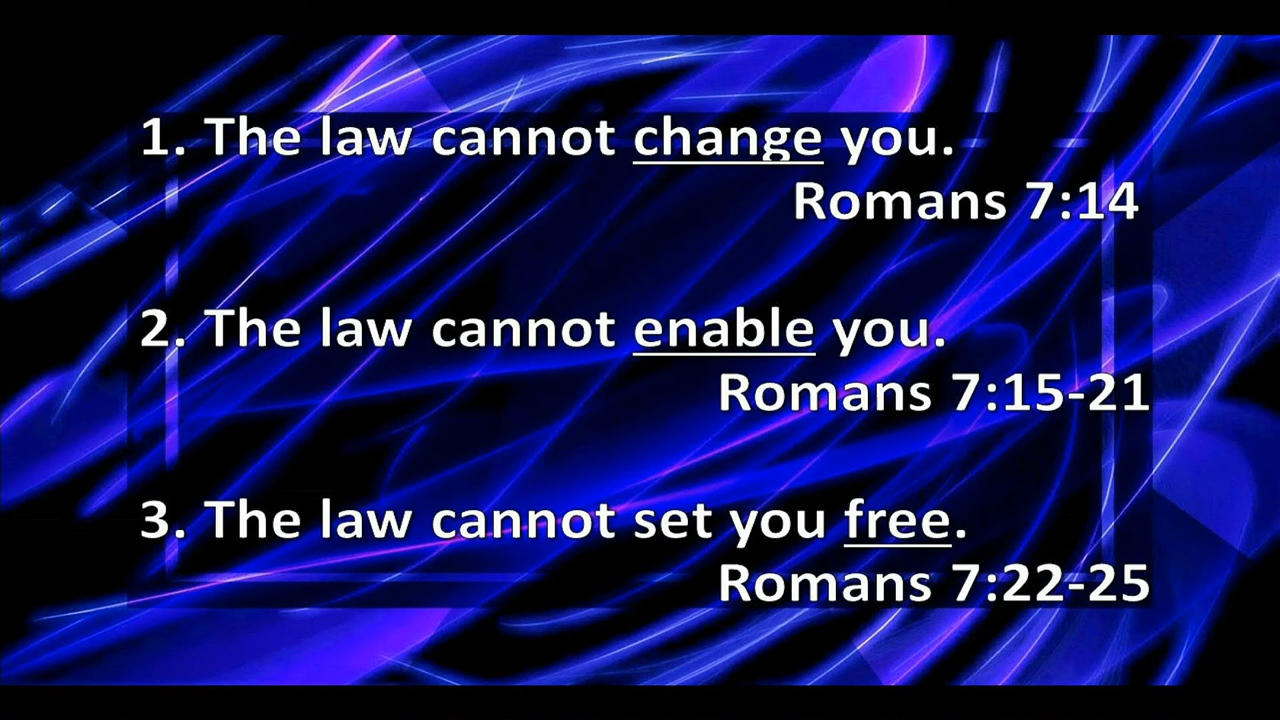 1. The law cannot change you.
Romans 7:14
2. The law cannot enable you.
Romans 7:15-21
3. The law cannot set you free.
Romans 7:22-25